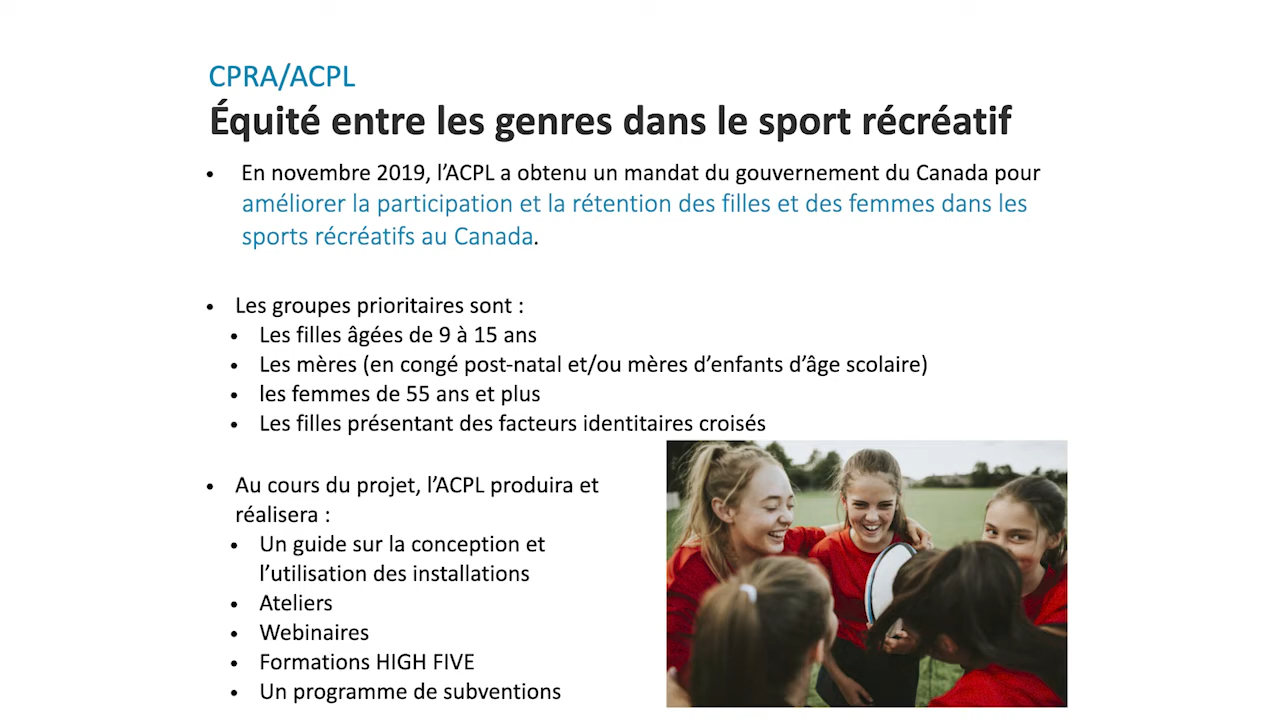 CPRA/ACPL
Équité entre les genres dans le sport récréatif
• En novembre 2019, l’ACPL a obtenu un mandat du gouvernement du Canada pour
améliorer la participation et la rétention des filles et des femmes dans les
sports récréatifs au Canada.
• Les groupes prioritaires sont :
• Les filles âgées de 9 à 15 ans
• Les mères (en congé post-natal et/ou mères d’enfants d’âge scolaire)
• les femmes de 55 ans et plus
• Les filles présentant des facteurs identitaires croisés
• Au cours du projet, l’ACPL produira et
réalisera :
• Un guide sur la conception et
l’utilisation des installations
• Ateliers
• Webinaires
• Formations HIGH FIVE
• Un programme de subventions